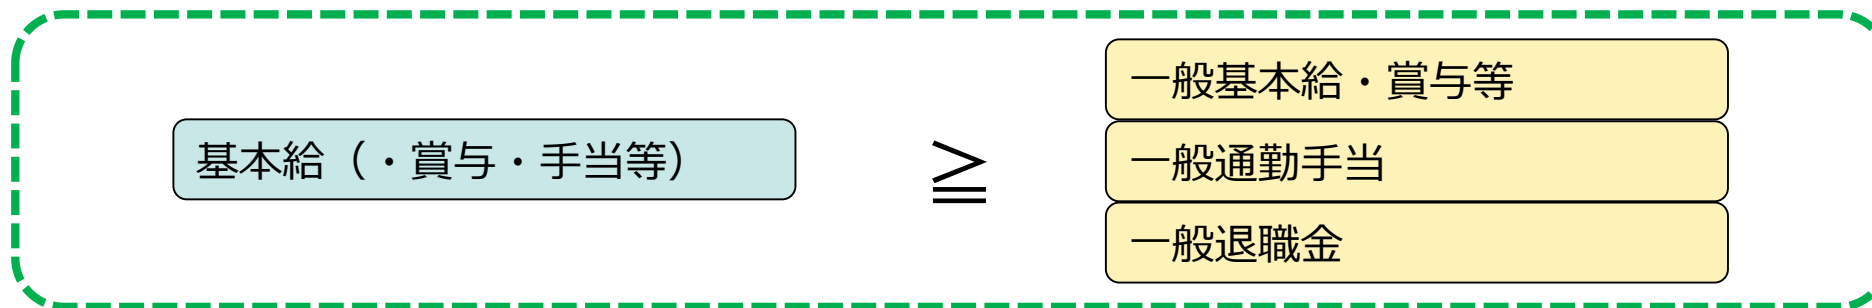 基本給（・賞与・手当等）
≧
一般基本給・賞与等
一般通勤手当
一般退職金